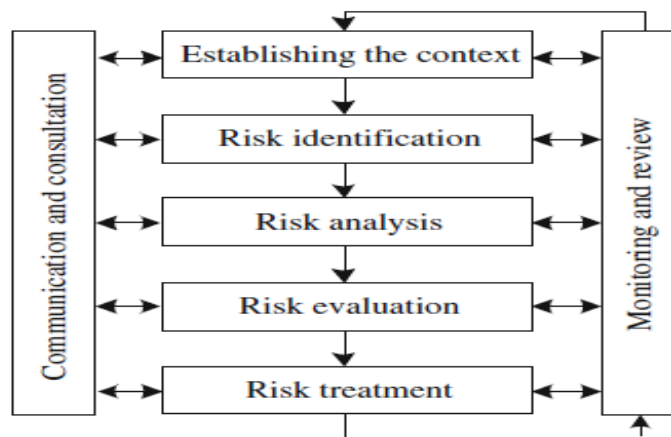 Communication and consultation
Establishing the context
Risk identification
Risk analysis
Risk evaluation
Risk treatment
Monitoring and review